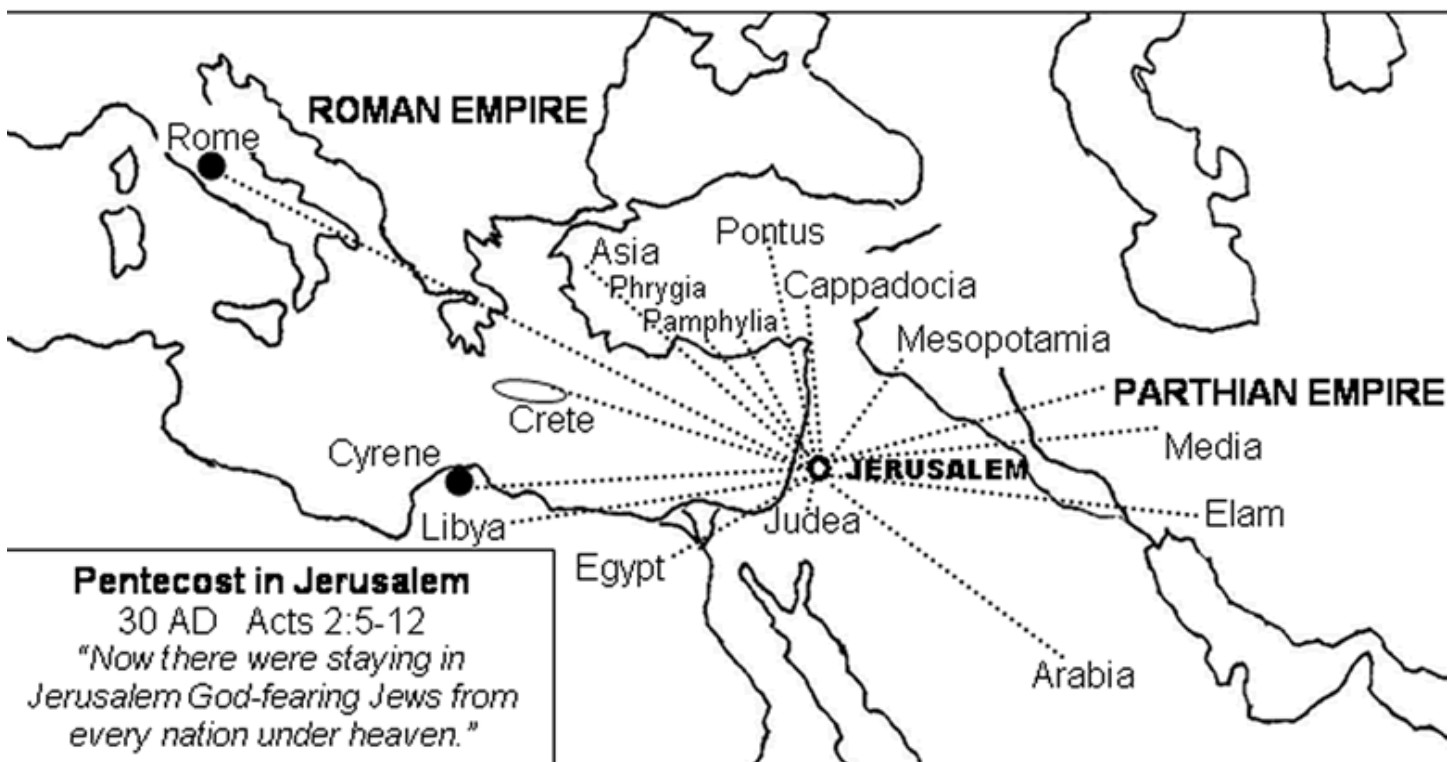 ROMAN EMPIRE
Rome
Pontus
Asia
Phrygia
Cappadocia
Pamphylia
Mesopotamia
PARTHIAN EMPIRE
Crete
Media
Cyrene
JERUSALEM
Libya
Judea
Elam
Egypt
Arabia
Pentecost in Jerusalem
30 AD Acts 2:5-12
"Now there were staying in
Jerusalem God-fearing Jews from
every nation under heaven."